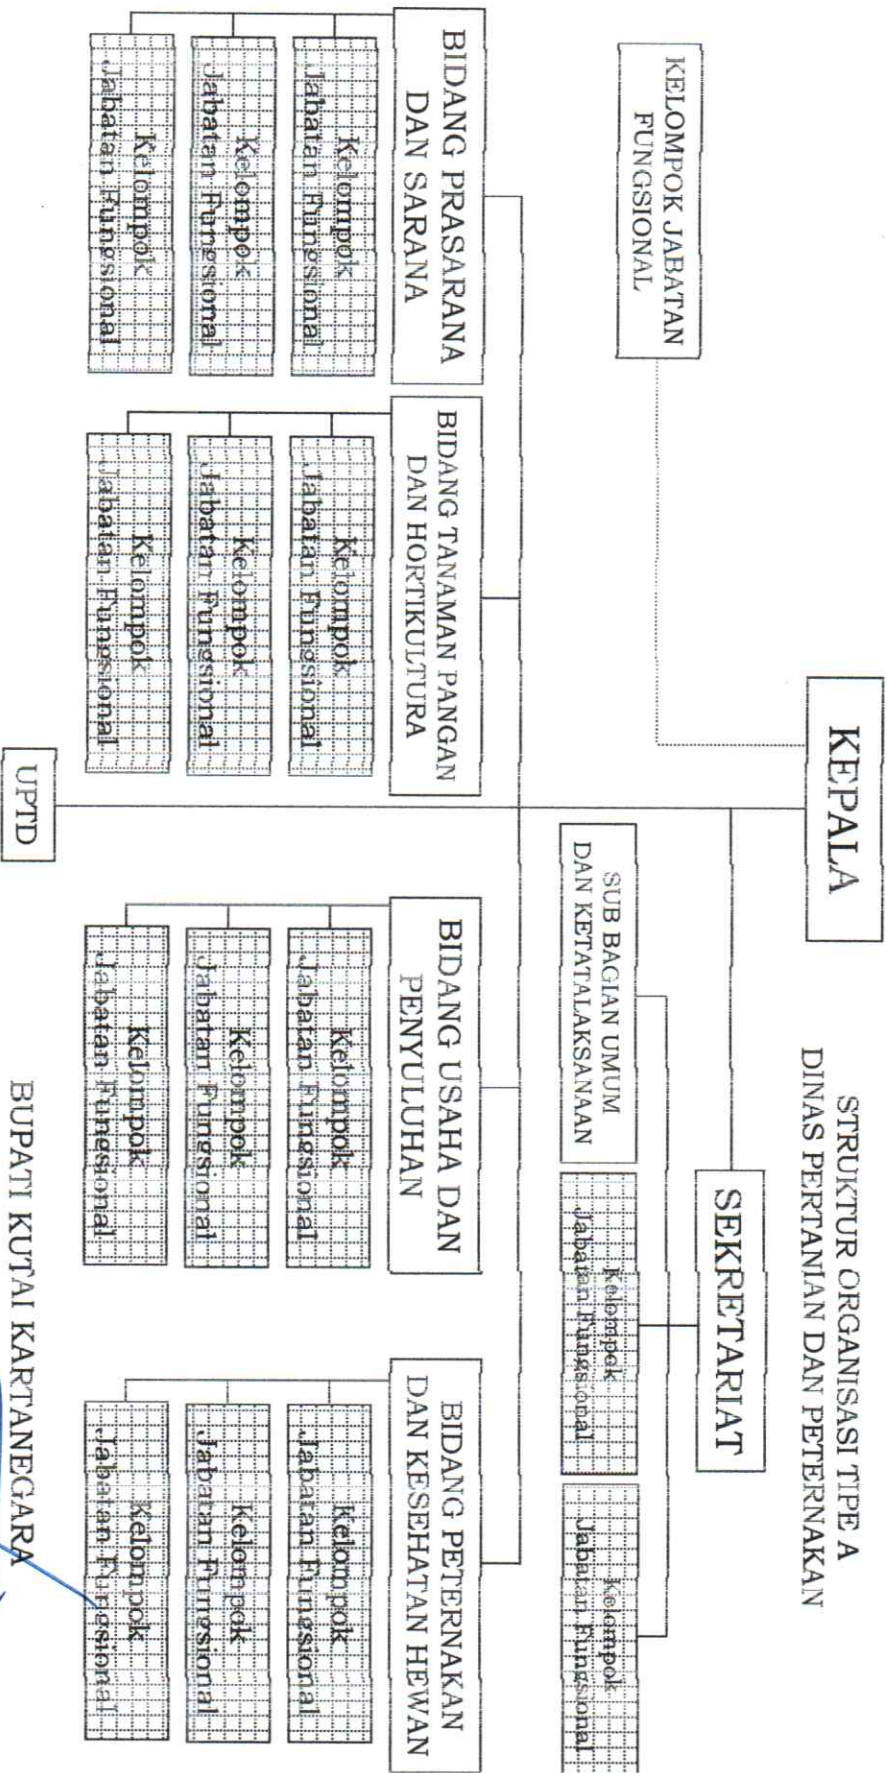 STRUKTUR ORGANISASI TIPE A
DINAS PERTANIAN DAN PETERNAKAN
KEPALA
KELOMPOK JABATAN
FUNGSIONAL
SEKRETARIAT
SUB BAGIAN UMUM
DAN KETATALAKSANAAN
Kelompok
Jabatan Fungsional
Kelompok
Jabatan Fungsional
BIDANG PRASARANA
DAN SARANA
Kelompok
Jabatan Fungsional
Kelompok
Jabatan Fungsional
Kelompok
Jabatan Fungsional
BIDANG TANAMAN PANGAN
DAN HORTIKULTURA
Kelompok
Jabatan Fungsional
Kelompok
Jabatan Fungsional
Kelompok
Jabatan Fungsional
BIDANG USAHA DAN
PENYULUHAN
Kelompok
Jabatan Fungsional
Kelompok
Jabatan Fungsional
Kelompok
Jabatan Fungsional
BIDANG PETERNAKAN
DAN KESEHATAN HEWAN
Kelompok
Jabatan Fungsional
Kelompok
Jabatan Fungsional
Kelompok
Jabatan Fungsional
UPTD
BUPATI KUTAI KARTANEGARA